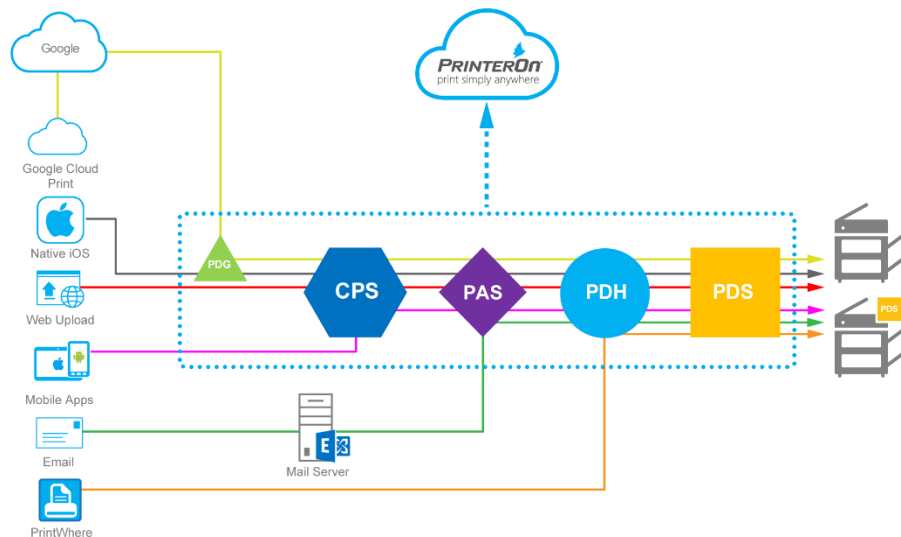 Google
PRINTERON
print simply anywhere
Google Cloud
Print
Native iOS
PDG
CPS
PAS
PDH
PDS
Web Upload
PDS
Mobile Apps
Email
E
Mail Server
PrintWhere